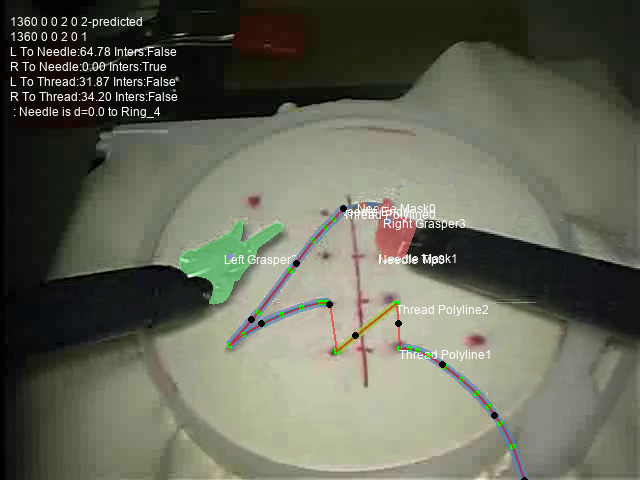 1360 0 0 2 0 2-predicted
1360 0 0 2 0 1
L To Needle:64.78 Inters:False
R To Needle:0.00 Inters:True
L To Thread:31.87 Inters:False
R To Thread:34.20 Inters:False
: Needle is d=0.0 to Ring_4
Right Grasper3
Left Grasper
Thread Polyline2
Thread Polyline1